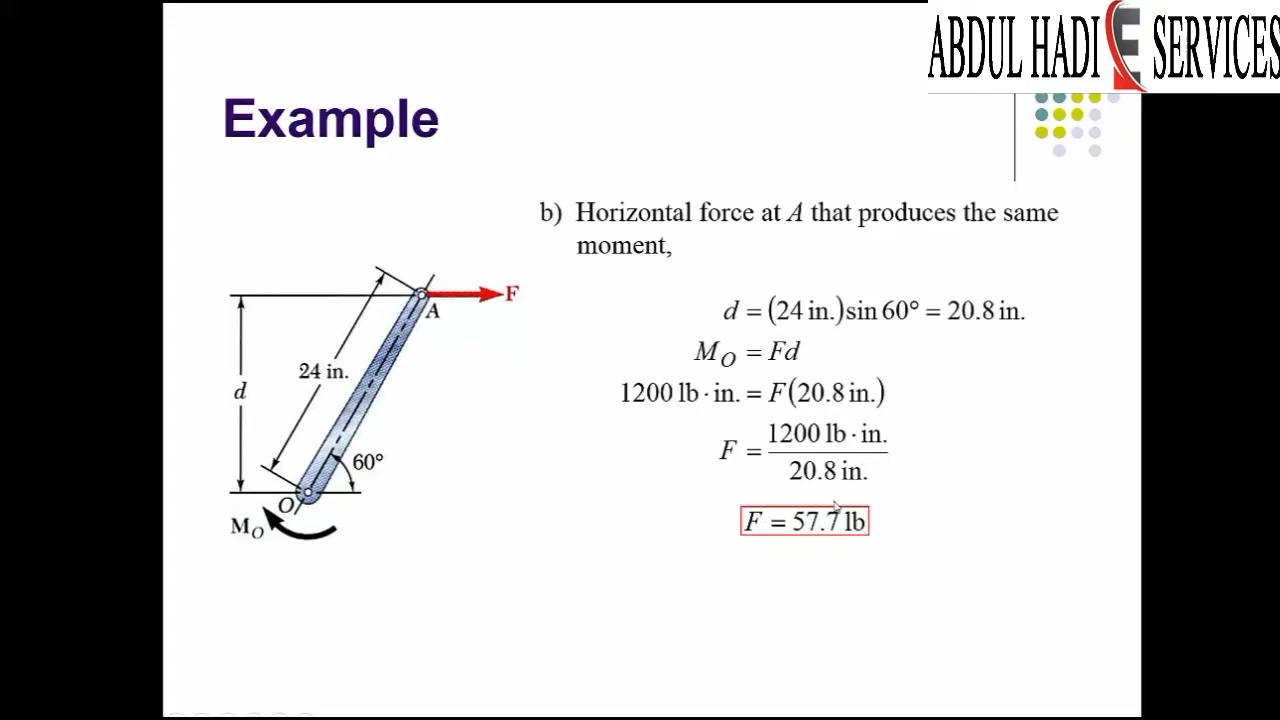 ABDUL HADI E SERVICES
Example
b) Horizontal force at A that produces the same
moment,
d = (24 in.) sin 60° = 20.8 in.
M_O = Fd
1200 lb · in. = F(20.8 in.)
F = 1200 lb · in.
20.8 in.
F = 57.7 lb
F
A
24 in.
d
60°
O
M_O